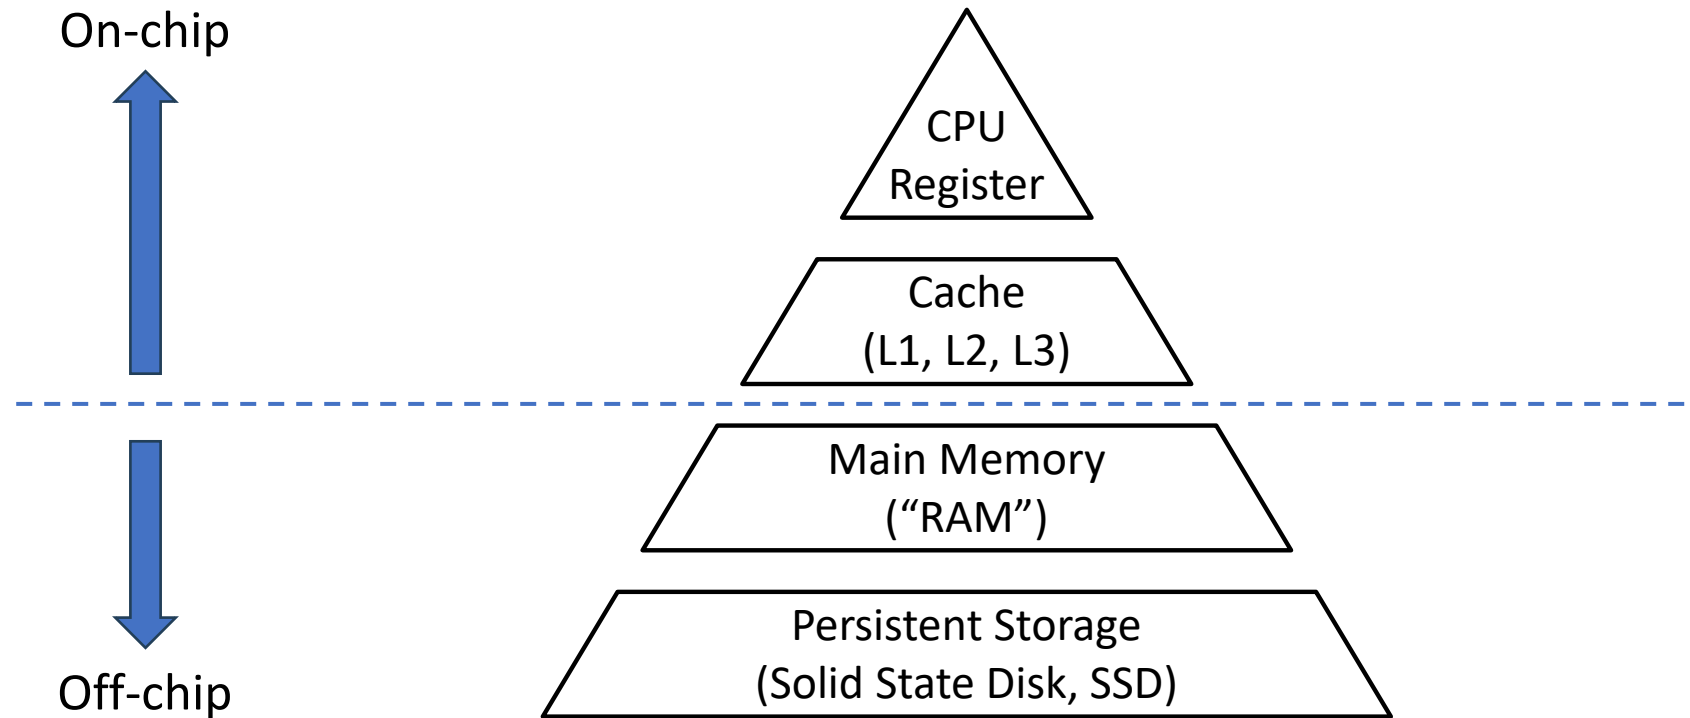 On-chip
CPU
Register
Cache
(L1, L2, L3)
Main Memory
(“RAM”)
Persistent Storage
(Solid State Disk, SSD)
Off-chip